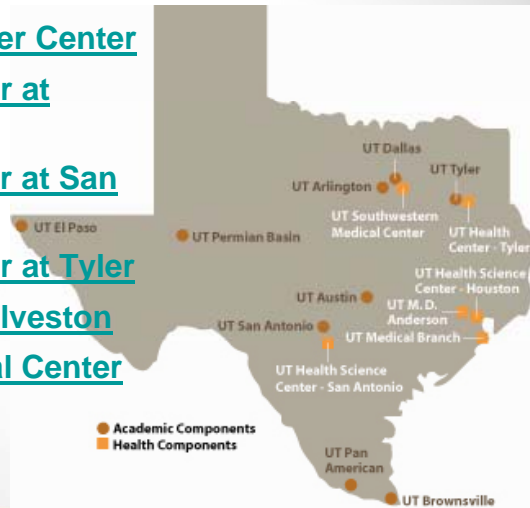 er Center
r at
r at San
r at Tyler
lveston
al Center
UT Dallas
UT Tyler
UT Arlington
UT Southwestern
Medical Center
UT Health
Center - Tyler
UT El Paso
UT Permian Basin
UT Health Science
Center - Houston
UT Austin
UT M. D.
Anderson
UT San Antonio
UT Medical Branch
UT Health Science
Center - San Antonio
Academic Components
Health Components
UT Pan
American
UT Brownsville